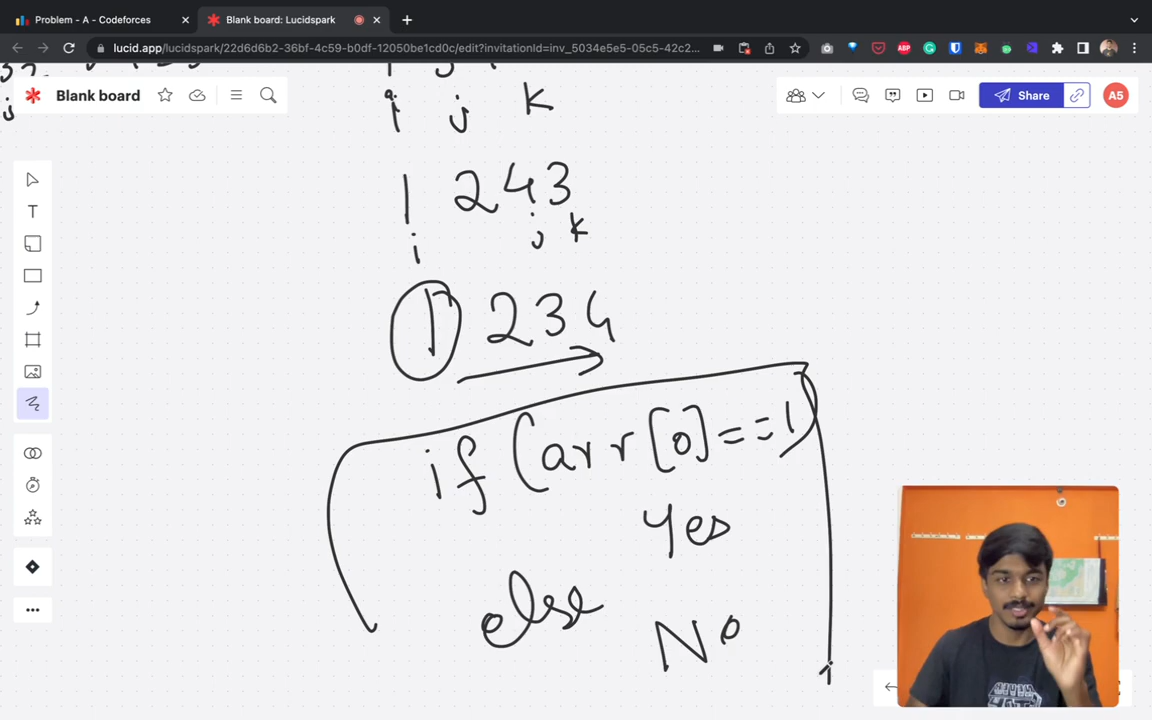 Problem - A - Codeforces
Blank board: Lucidspark
lucid.app/lucidspark/22d6d6b2-36bf-4c59-b0df-12050be1cd0c/edit?invitationId=inv_5034e5e5-05c5-42c2...
ABP
Blank board
Share
A5
T
j
i j k
1 2 4 3
i j k
1 2 3 4
if (arr[0]==1)
Yes
else
No